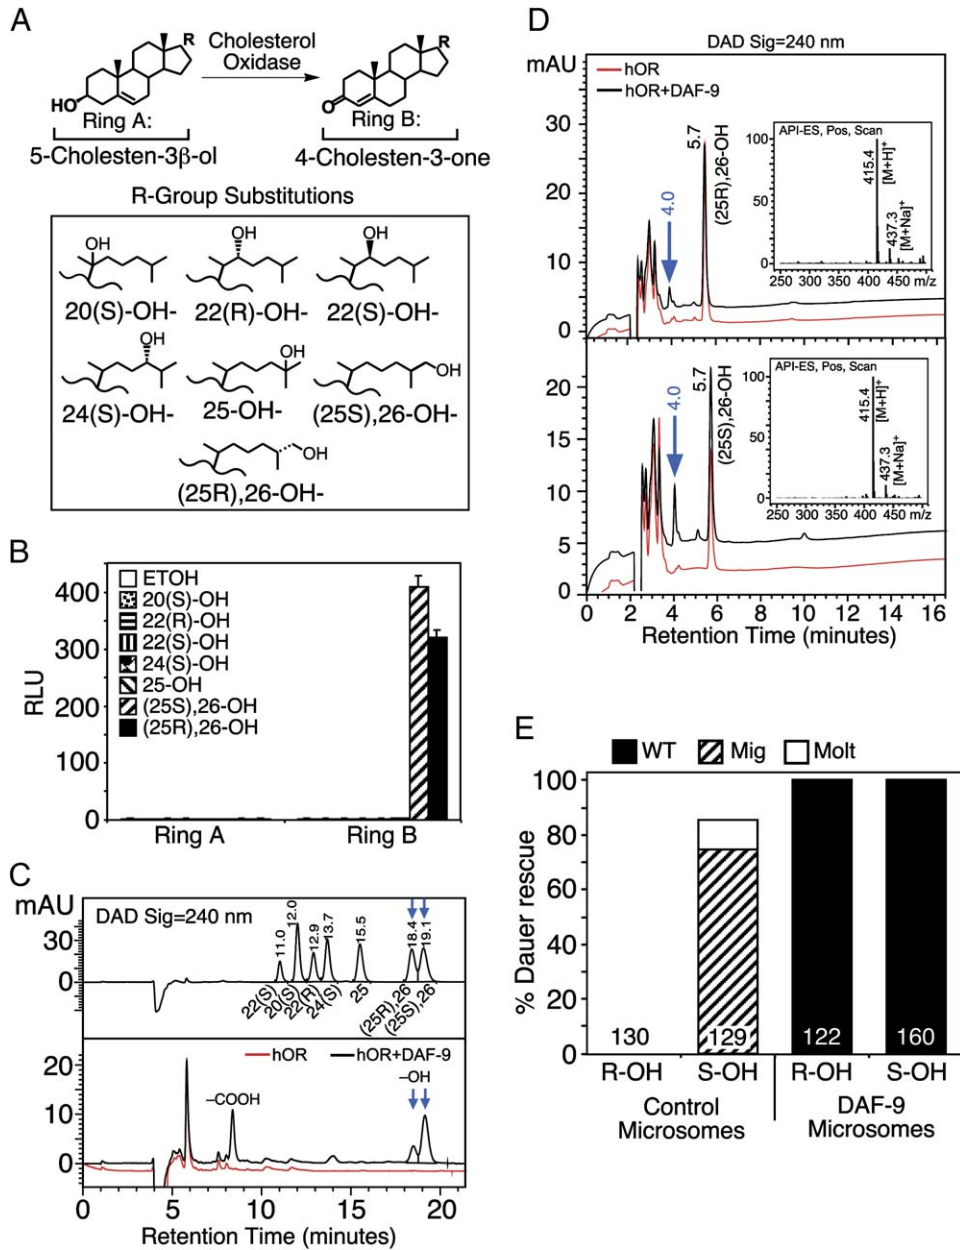 A
HO
R
Cholesterol
Oxidase
O
R
Ring A:
5-Cholesten-3β-ol
Ring B:
4-Cholesten-3-one
R-Group Substitutions
OH
20(S)-OH-
OH
22(R)-OH-
OH
22(S)-OH-
OH
24(S)-OH-
OH
25-OH-
OH
(25S),26-OH-
OH
(25R),26-OH-
B
RLU
400
300
200
100
0
ETOH
20(S)-OH
22(R)-OH
22(S)-OH
24(S)-OH
25-OH
(25S),26-OH
(25R),26-OH
Ring A
Ring B
C
mAU
DAD Sig=240 nm
30
0
11.0
12.0
12.9
13.7
15.5
18.4
19.1
22(S)
20(S)
22(R)
24(S)
25
(25R),26
(25S),26
20
10
0
hOR
hOR+DAF-9
–COOH
–OH
0
5
10
15
20
Retention Time (minutes)
D
DAD Sig=240 nm
mAU
30
20
10
0
hOR
hOR+DAF-9
4.0
5.7
(25R),26-OH
API-ES, Pos, Scan
100
50
0
415.4
[M+H]+
437.3
[M+Na]+
250
350
450
m/z
20
15
10
5
0
4.0
5.7
(25S),26-OH
API-ES, Pos, Scan
100
50
0
415.4
[M+H]+
437.3
[M+Na]+
250
350
450
m/z
0
2
4
6
8
10
12
14
16
Retention Time (minutes)
E
WT
Mig
Molt
% Dauer rescue
100
80
60
40
20
0
130
129
122
160
R-OH
S-OH
R-OH
S-OH
Control
Microsomes
DAF-9
Microsomes